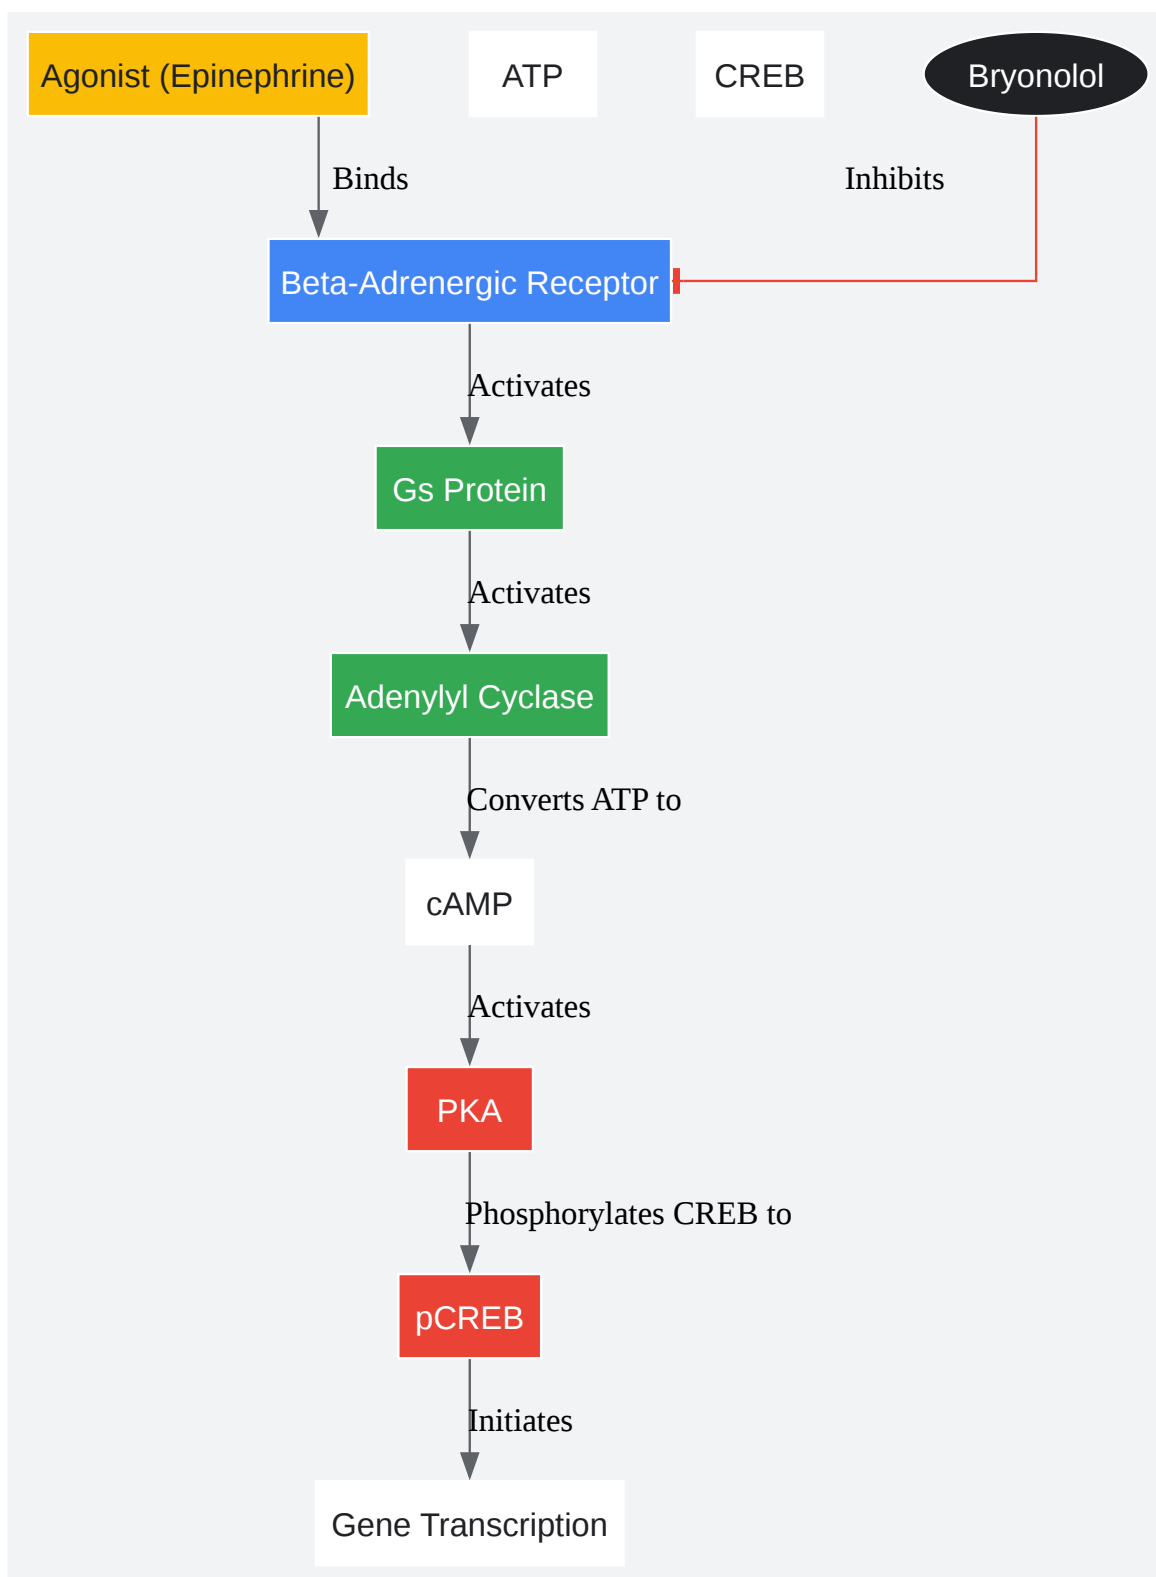 Agonist (Epinephrine)
ATP
CREB
Bryonolol
Binds
Inhibits
Beta-Adrenergic Receptor
Activates
Gs Protein
Activates
Adenylyl Cyclase
Converts ATP to
cAMP
Activates
PKA
Phosphorylates CREB to
pCREB
Initiates
Gene Transcription